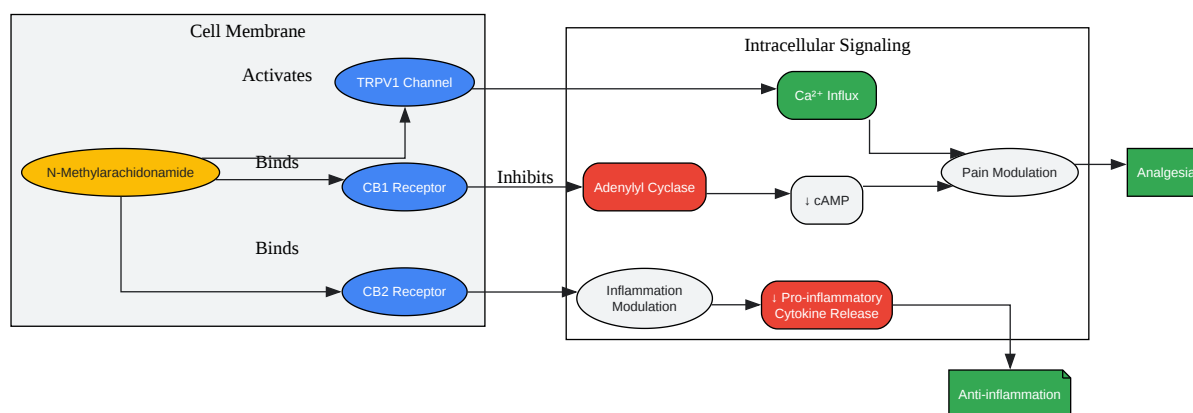 Cell Membrane
Intracellular Signaling
Activates
TRPV1 Channel
Ca²⁺ Influx
N-Methylarachidonamide
Binds
CB1 Receptor
Inhibits
Adenylyl Cyclase
↓ cAMP
Pain Modulation
Analgesia
Binds
CB2 Receptor
Inflammation
Modulation
↓ Pro-inflammatory
Cytokine Release
Anti-inflammation